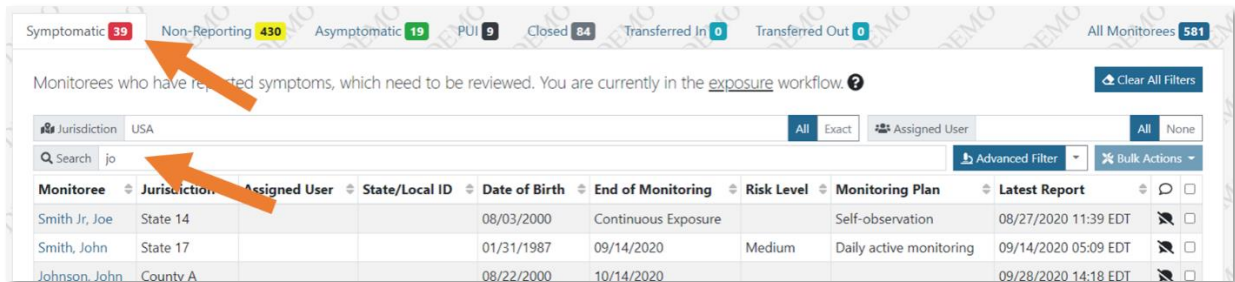 Symptomatic 39 Non-Reporting 430 Asymptomatic 19 PUI 9 Closed 84 Transferred In 0 Transferred Out 0 All Monitorees 581
Monitorees who have reported symptoms, which need to be reviewed. You are currently in the exposure workflow. Clear All Filters
Jurisdiction USA All Exact Assigned User All None
Search jo Advanced Filter Bulk Actions
Monitoree Jurisdiction Assigned User State/Local ID Date of Birth End of Monitoring Risk Level Monitoring Plan Latest Report
Smith Jr, Joe State 14 08/03/2000 Continuous Exposure Self-observation 08/27/2020 11:39 EDT
Smith, John State 17 01/31/1987 09/14/2020 Medium Daily active monitoring 09/14/2020 05:09 EDT
Johnson, John County A 08/22/2000 10/14/2020 09/28/2020 14:18 EDT